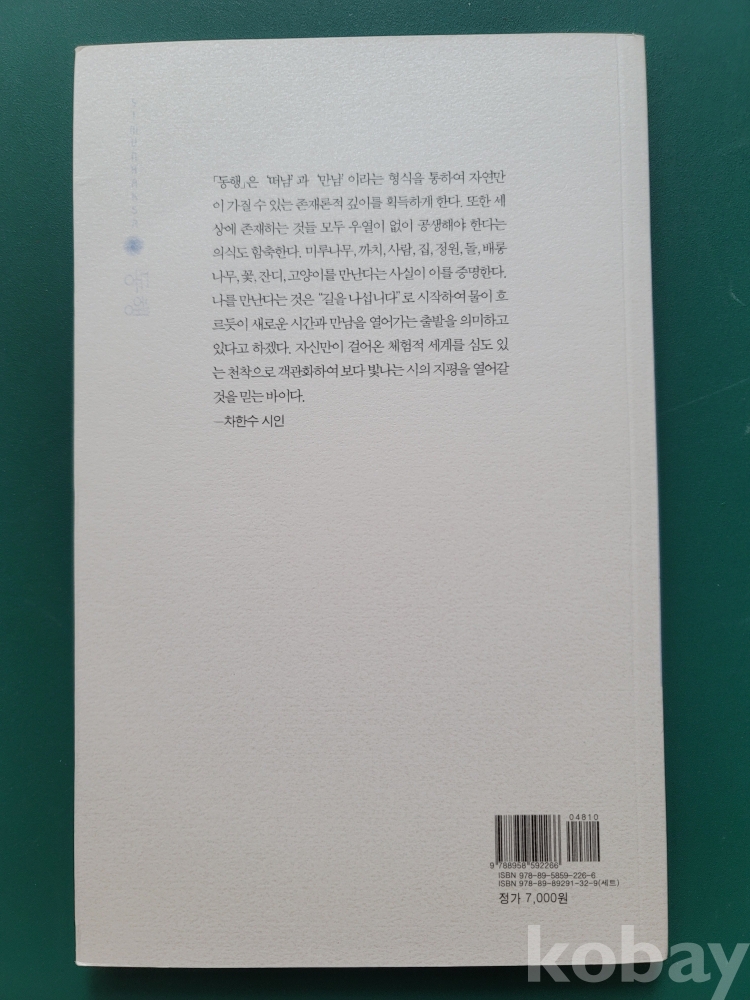 「동행」은 '떠남'과 '만남'이라는 형식을 통하여 자연만
이 가질 수 있는 존재론적 깊이를 획득하게 한다. 또한 세
상에 존재하는 것들 모두 우열이 없이 공생해야 한다는
의식도 함축한다. 미루나무, 까치, 사람, 집, 정원, 돌, 배롱
나무, 꽃, 잔디, 고양이를 만난다는 사실이 이를 증명한다.
나를 만난다는 것은 "길을 나섭니다"로 시작하여 물이 흐
르듯이 새로운 시간과 만남을 열어가는 출발을 의미하고
있다고 하겠다. 자신만이 걸어온 체험적 세계를 심도 있
는 천착으로 객관화하여 보다 빛나는 시의 지평을 열어갈
것을 믿는 바이다.
—차한수 시인
04810
9 788958 592266
ISBN 978-89-5859-226-6
ISBN 978-89-89291-32-9(세트)
정가 7,000원
kobay